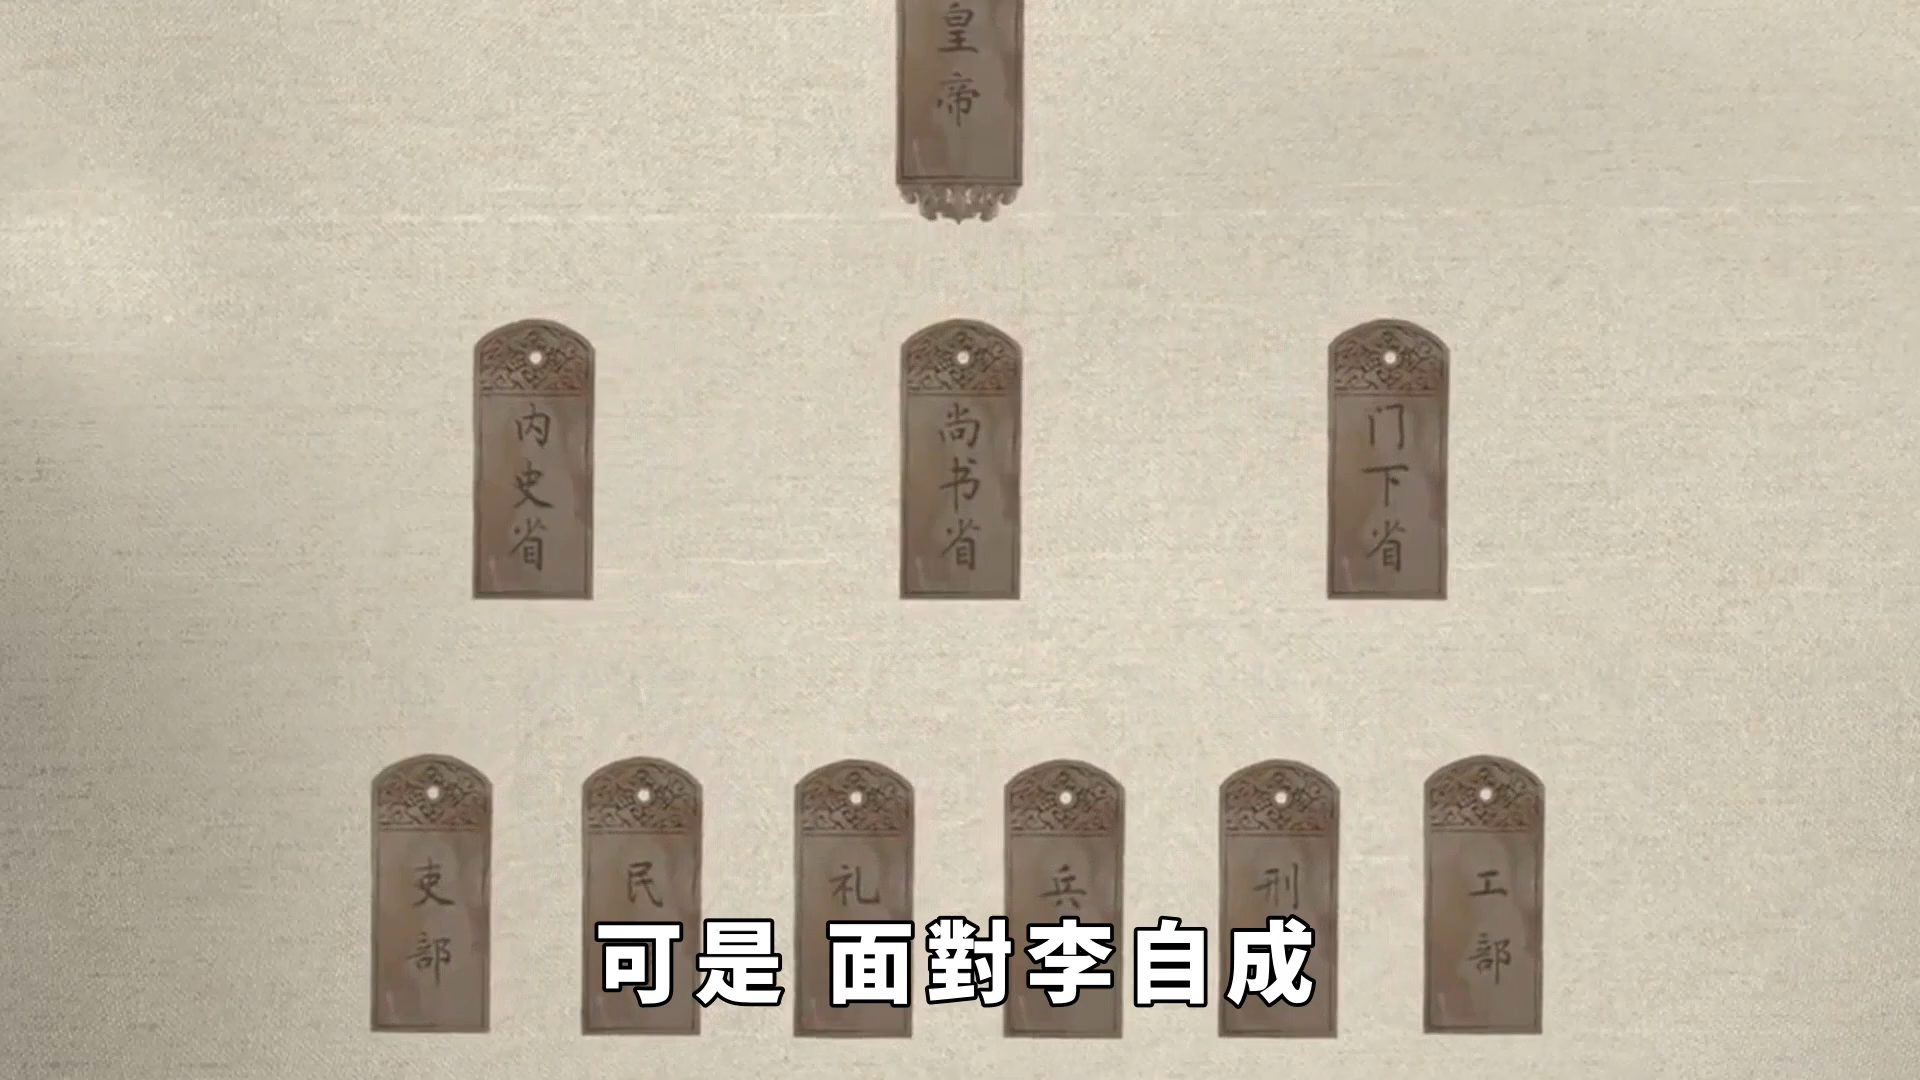 皇帝
内史省
尚书省
门下省
吏部
民
礼
兵
刑
工部
可是 面對李自成